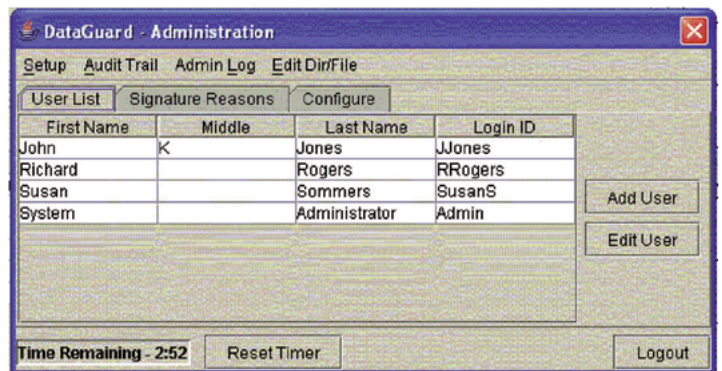 DataGuard - Administration
Setup Audit Trail Admin Log Edit Dir/File
User List Signature Reasons Configure
First Name Middle Last Name Login ID
John K Jones JJones
Richard Rogers RRogers
Susan Sommers SusanS
System Administrator Admin
Add User
Edit User
Time Remaining - 2:52 Reset Timer Logout